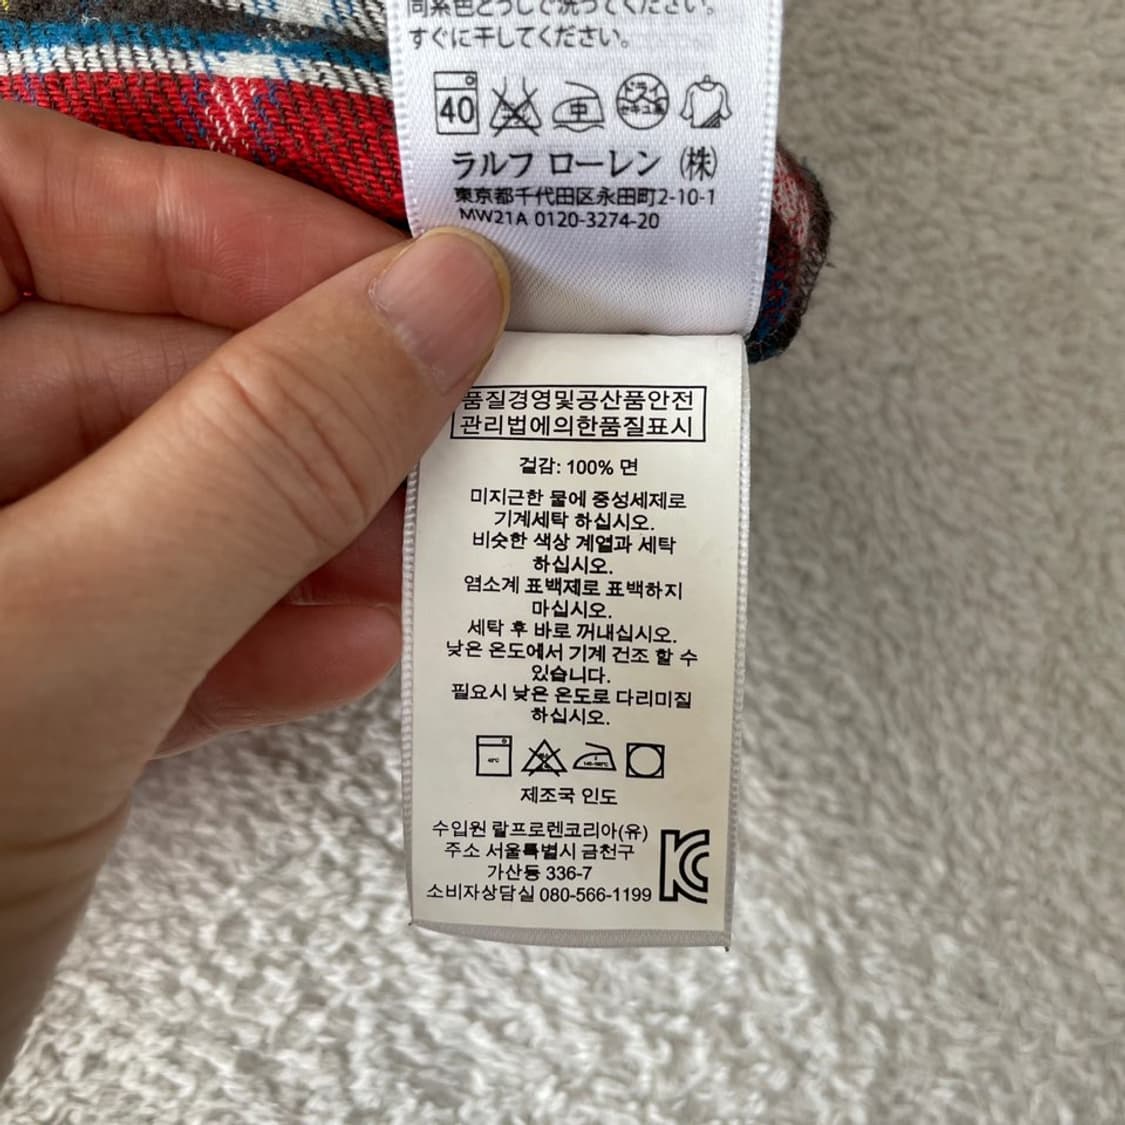 同系色どうしで洗ってください。
すぐに干してください。
40 中 ドライ セキユ系
ラルフ ローレン (株)
東京都千代田区永田町2-10-1
MW21A 0120-3274-20
품질경영및공산품안전
관리법에의한품질표시
겉감: 100% 면
미지근한 물에 중성세제로
기계세탁 하십시오.
비슷한 색상 계열과 세탁
하십시오.
염소계 표백제로 표백하지
마십시오.
세탁 후 바로 꺼내십시오.
낮은 온도에서 기계 건조 할 수
있습니다.
필요시 낮은 온도로 다리미질
하십시오.
제조국 인도
수입원 랄프로렌코리아(유)
주소 서울특별시 금천구
가산동 336-7
소비자상담실 080-566-1199
KC